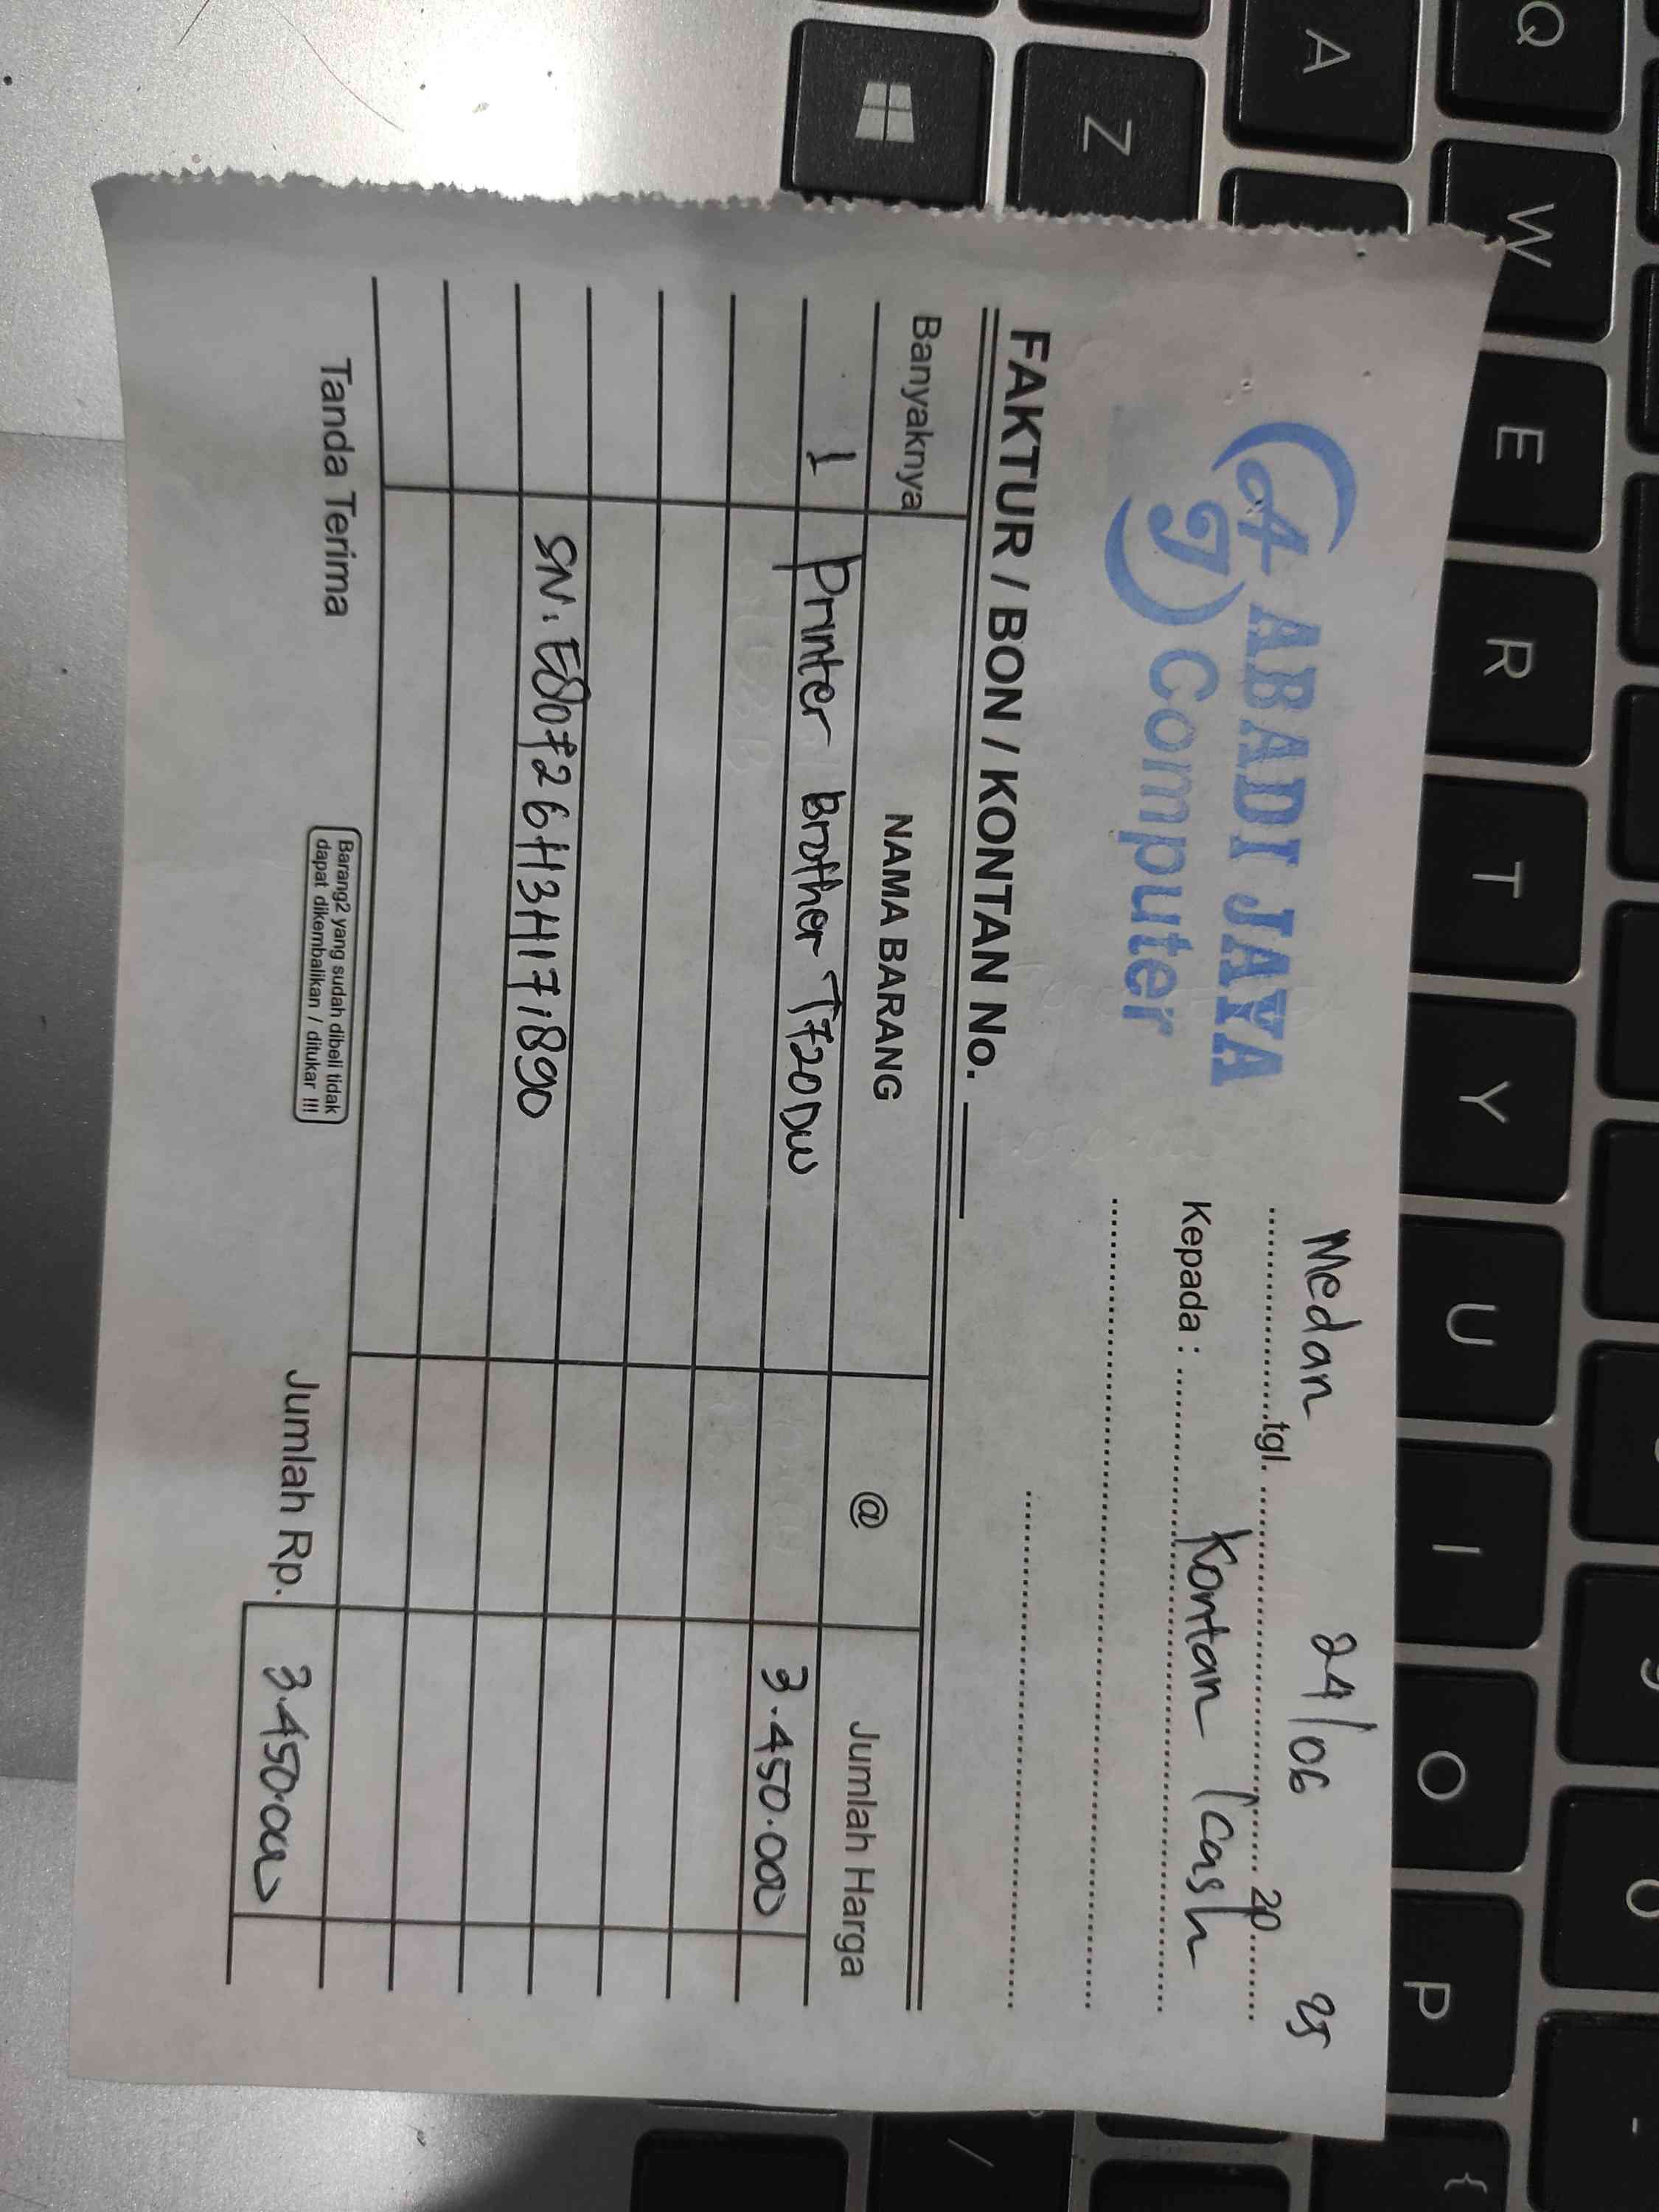 AJ ABADI JAYA
Computer
Medan tgl. 24/06 20 25
Kepada : Kontan / cash
FAKTUR / BON / KONTAN No.
Banyaknya NAMA BARANG @ Jumlah Harga
1 Printer Brother T720DW 3.450.000
SN: E80726H3H171890
Tanda Terima
Barang2 yang sudah dibeli tidak
dapat dikembalikan / ditukar !!!
Jumlah Rp. 3.450.000
Q W E R T Y U I O P {
A Z
/